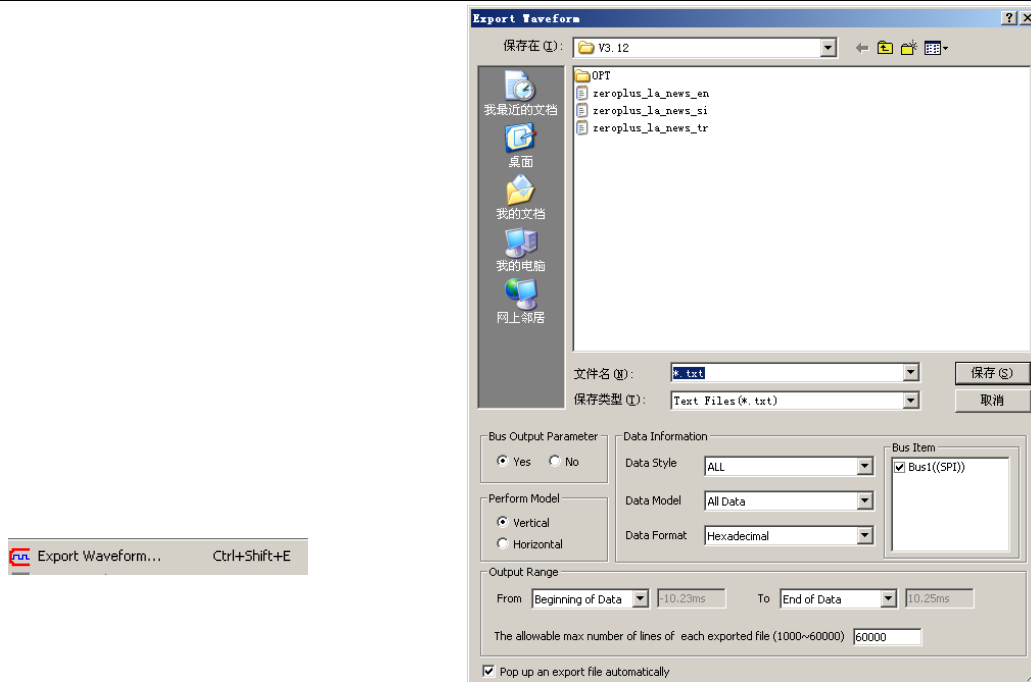 Export Waveform
保存在(I):
V3.12
我最近的文档
桌面
我的文档
我的电脑
网上邻居
OPT
zeroplus_la_news_en
zeroplus_la_news_si
zeroplus_la_news_tr
文件名(N):
*.txt
保存(S)
保存类型(T):
Text Files(*.txt)
取消
Bus Output Parameter
Yes No
Perform Model
Vertical
Horizontal
Data Information
Data Style ALL
Data Model All Data
Data Format Hexadecimal
Bus Item
Bus1((SPI))
Output Range
From Beginning of Data -10.23ms To End of Data 10.25ms
The allowable max number of lines of each exported file (1000~60000) 60000
Pop up an export file automatically
Export Waveform... Ctrl+Shift+E